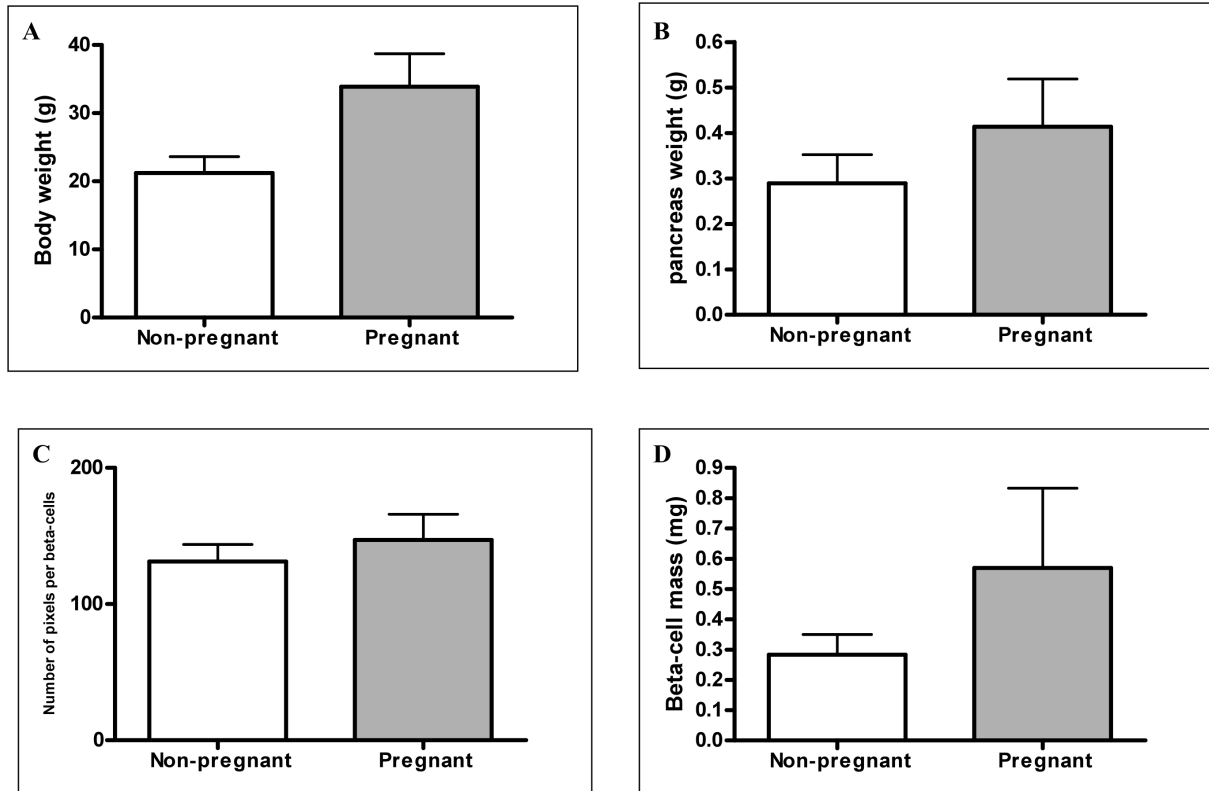 A
Body weight (g)
40
30
20
10
0
Non-pregnant Pregnant
B
pancreas weight (g)
0.6
0.5
0.4
0.3
0.2
0.1
0.0
Non-pregnant Pregnant
C
Number of pixels per beta-cells
200
100
0
Non-pregnant Pregnant
D
Beta-cell mass (mg)
0.9
0.8
0.7
0.6
0.5
0.4
0.3
0.2
0.1
0.0
Non-pregnant Pregnant